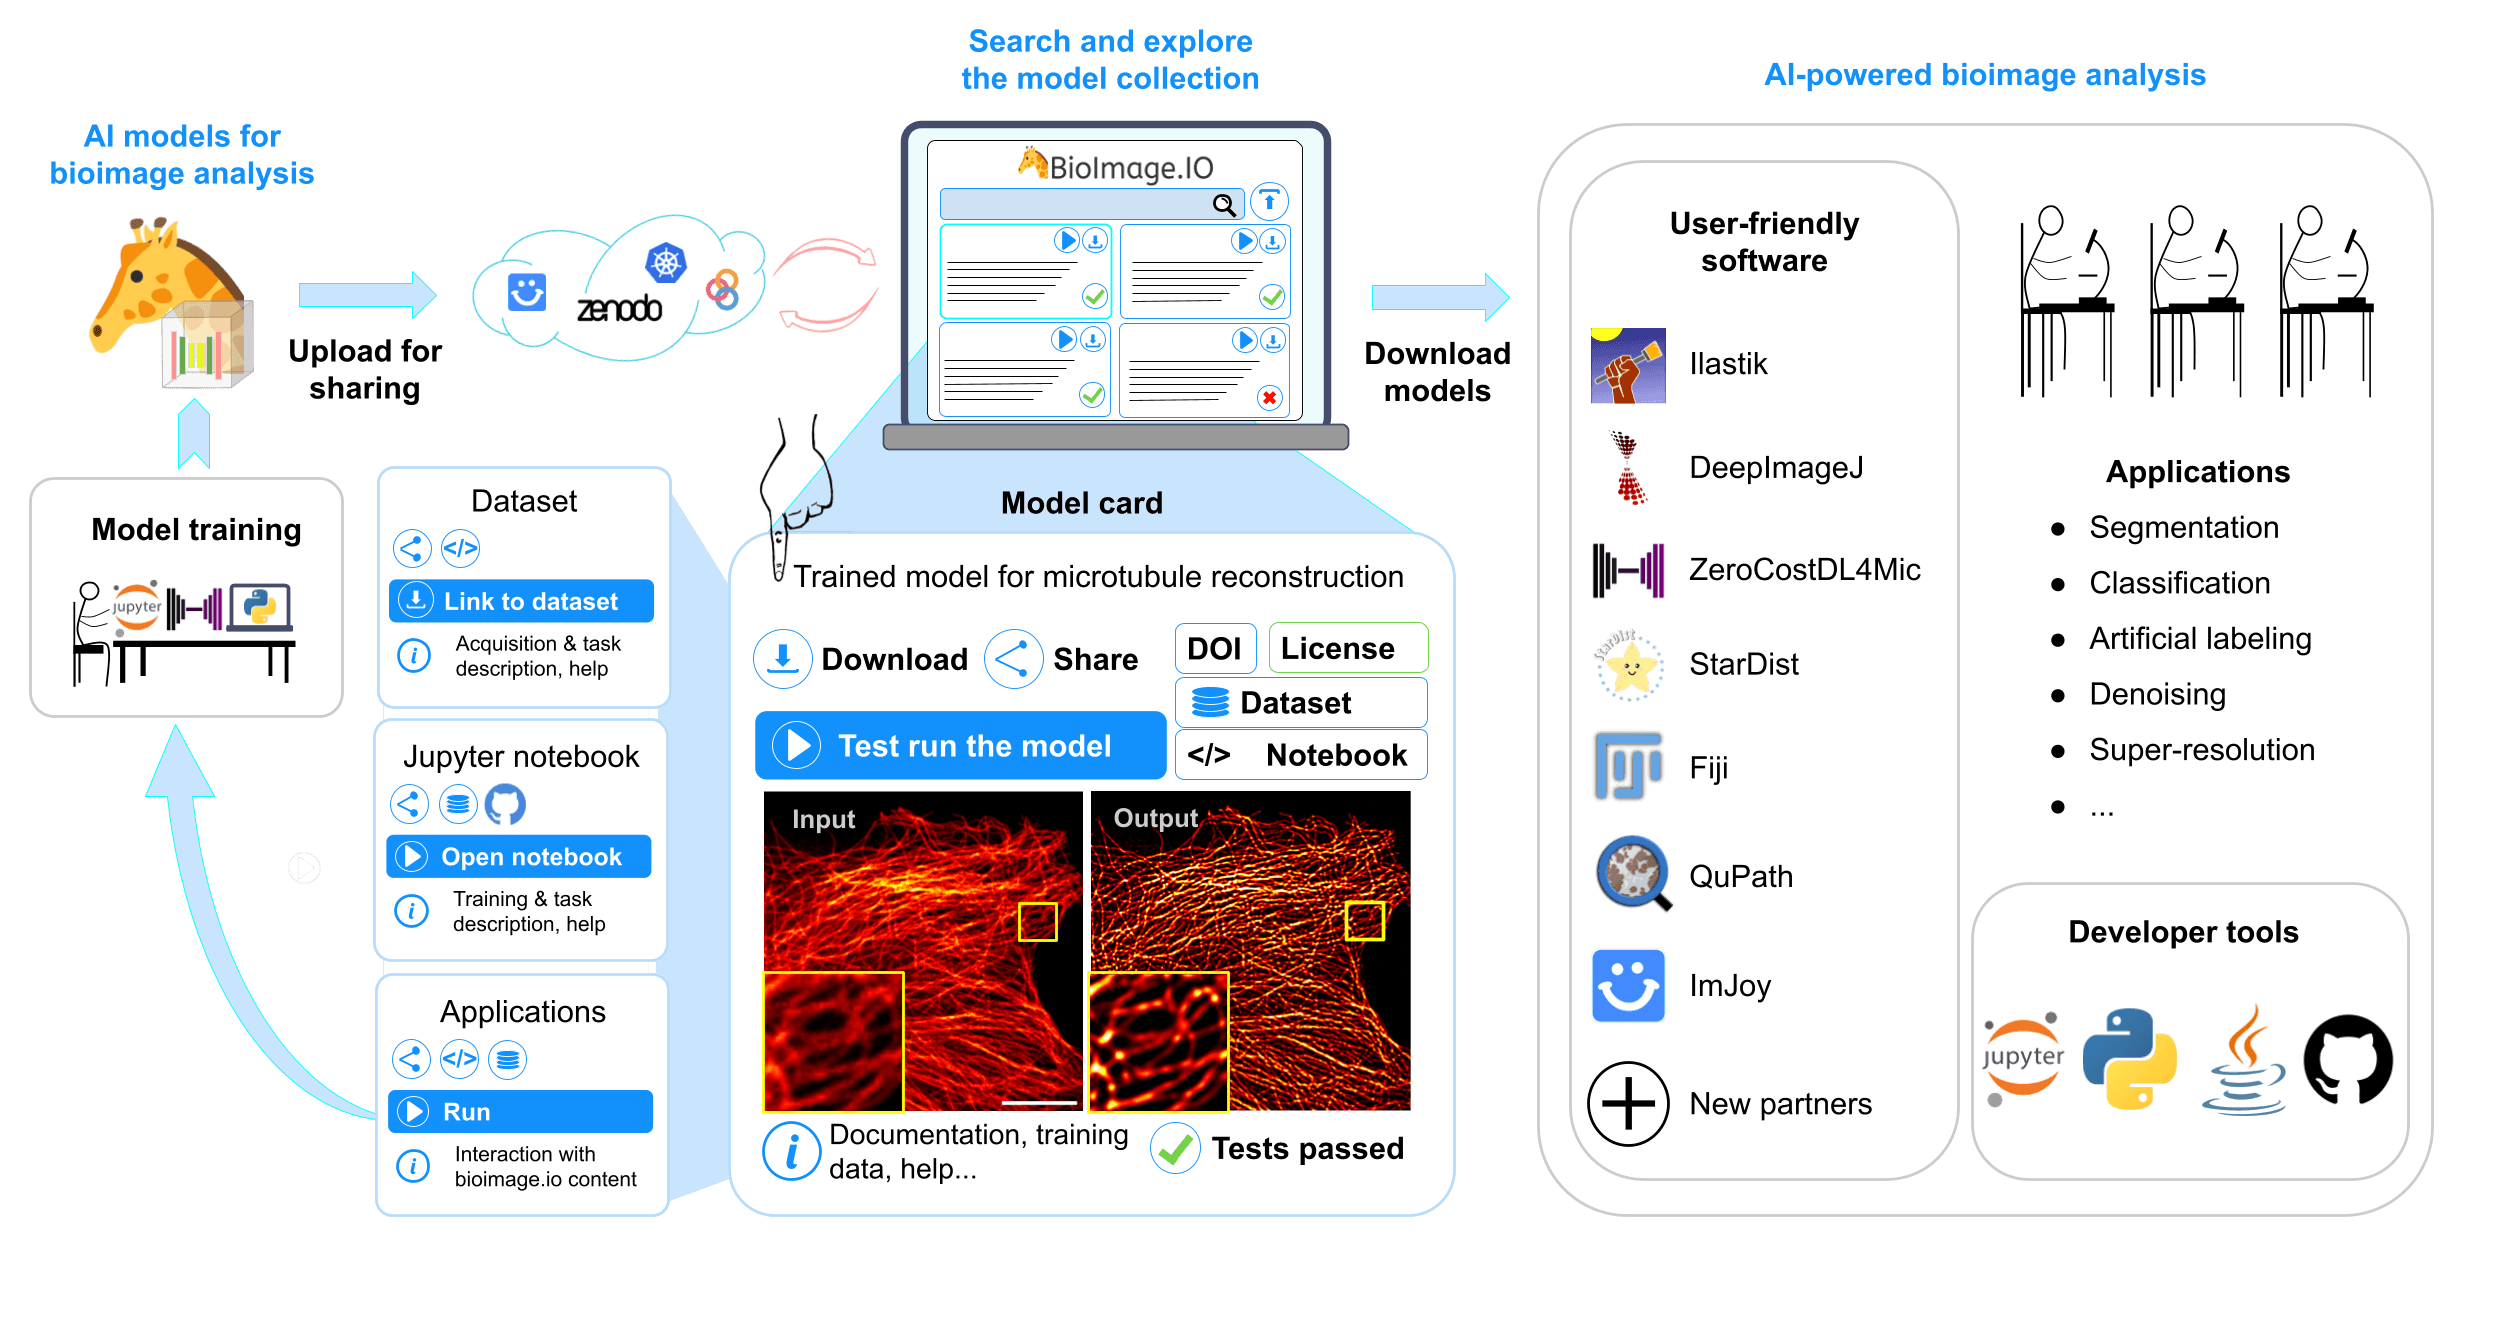 AI models for
bioimage analysis
Upload for
sharing
zenodo
Search and explore
the model collection
BioImage.IO
Download
models
Model training
jupyter
Dataset
</>
Link to dataset
i
Acquisition & task
description, help
Jupyter notebook
Open notebook
i
Training & task
description, help
Applications
</>
Run
i
Interaction with
bioimage.io content
Model card
Trained model for microtubule reconstruction
Download
Share
DOI
License
Dataset
Test run the model
</> Notebook
Input
Output
i
Documentation, training
data, help...
Tests passed
AI-powered bioimage analysis
User-friendly
software
Ilastik
DeepImageJ
ZeroCostDL4Mic
StarDist
StarDist
Fiji
QuPath
ImJoy
New partners
Applications
● Segmentation
● Classification
● Artificial labeling
● Denoising
● Super-resolution
● ...
Developer tools
jupyter